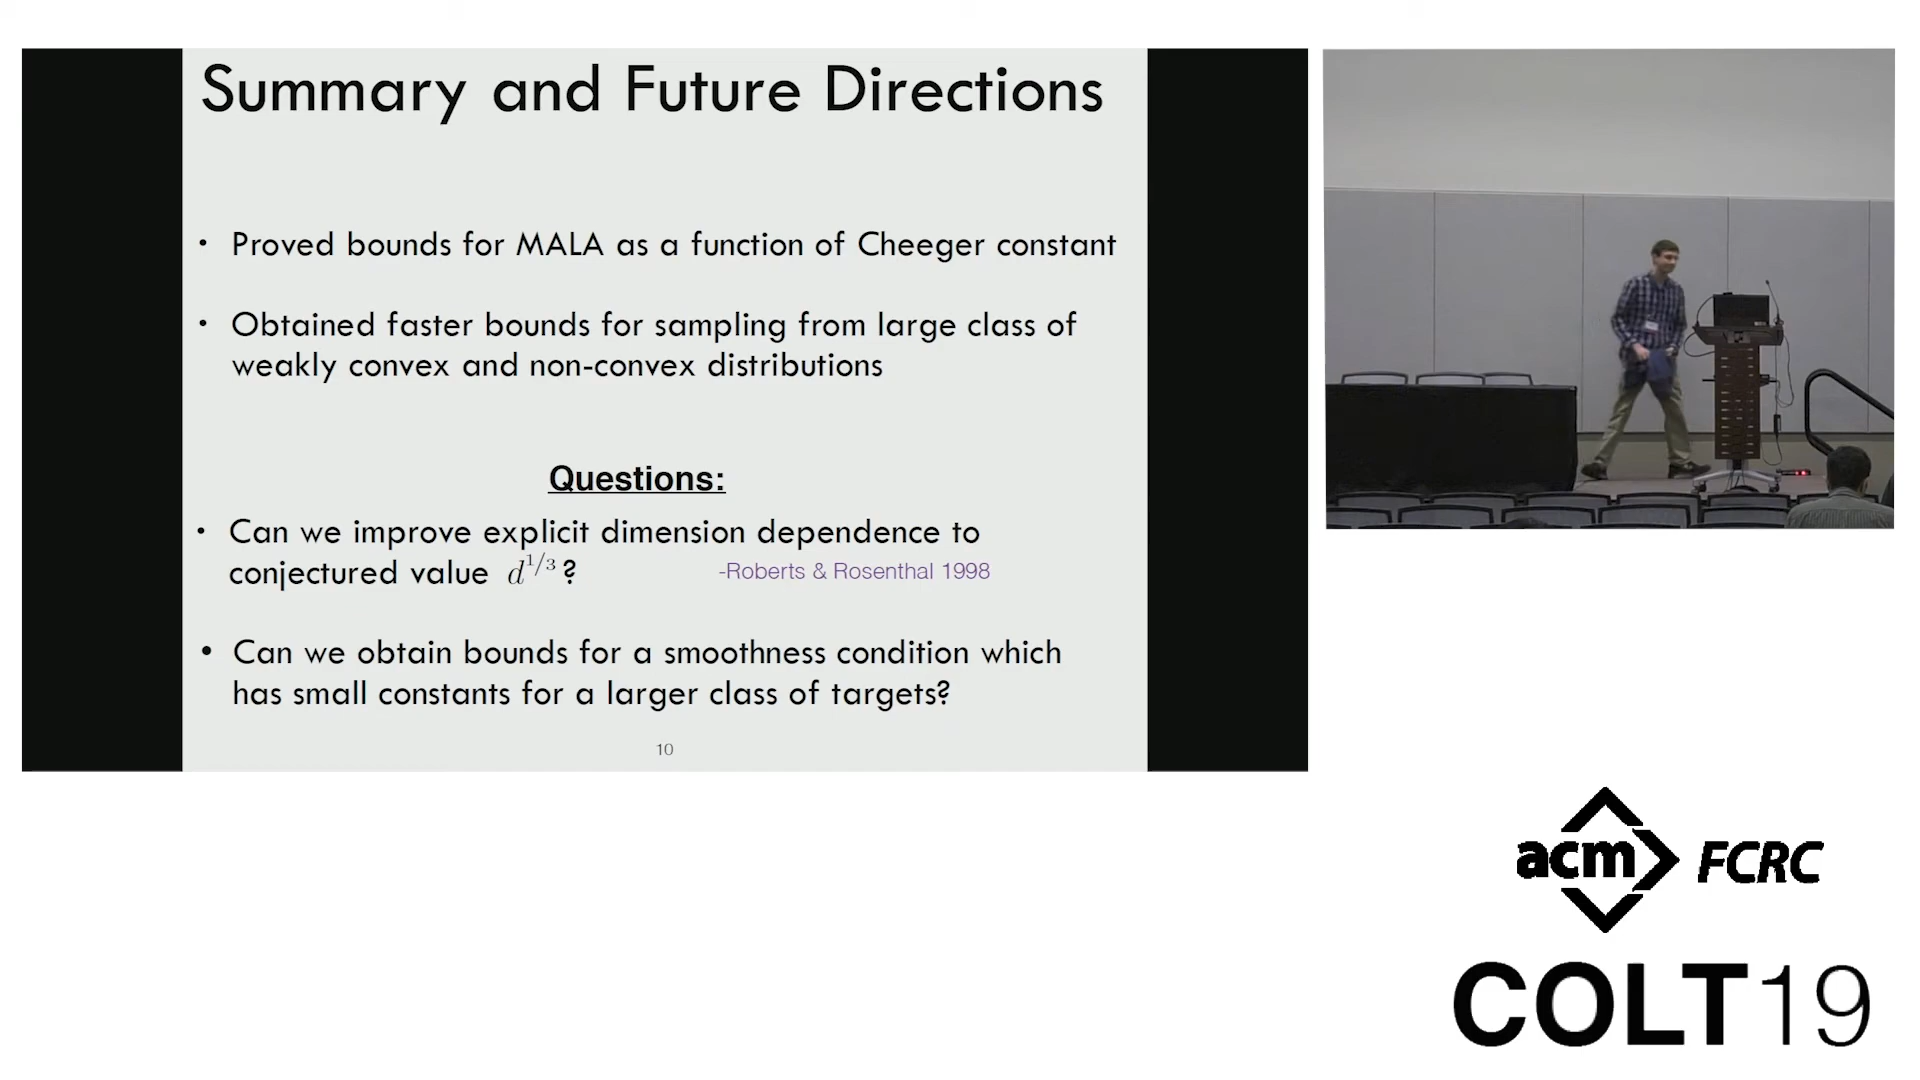 Summary and Future Directions
• Proved bounds for MALA as a function of Cheeger constant
• Obtained faster bounds for sampling from large class of
weakly convex and non-convex distributions
Questions:
• Can we improve explicit dimension dependence to
conjectured value d^{1/3} ?
-Roberts & Rosenthal 1998
• Can we obtain bounds for a smoothness condition which
has small constants for a larger class of targets?
10
acm FCRC
COLT19